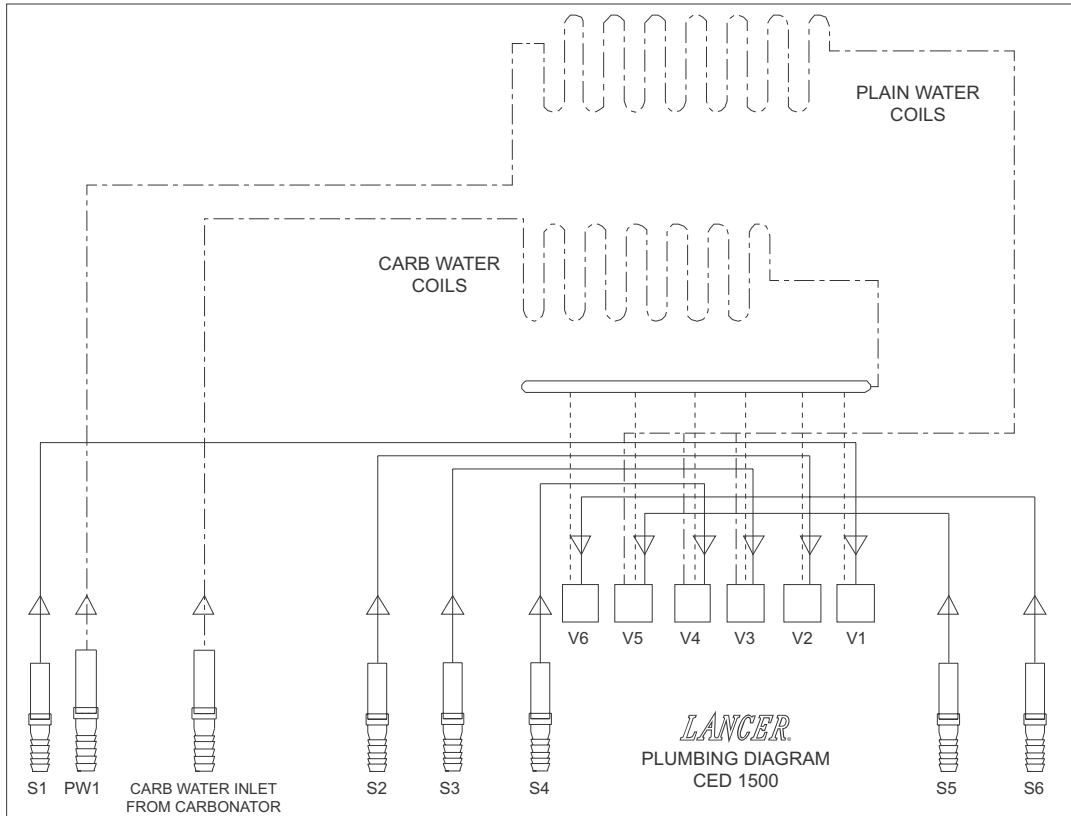 PLAIN WATER
COILS
CARB WATER
COILS
V6
V5
V4
V3
V2
V1
LANCER®
PLUMBING DIAGRAM
CED 1500
S1
PW1
CARB WATER INLET
FROM CARBONATOR
S2
S3
S4
S5
S6